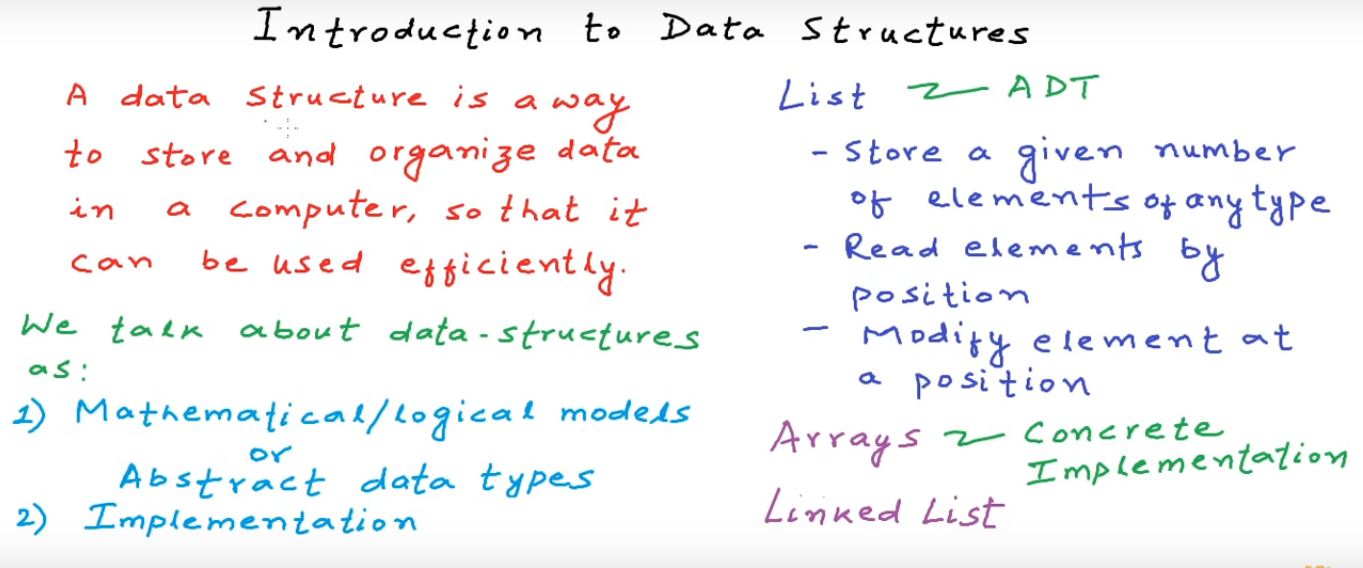 Introduction to Data Structures
A data structure is a way
to store and organize data
in a computer, so that it
can be used efficiently.
We talk about data-structures
as:
1) Mathematical/logical models
or
Abstract data types
2) Implementation
List ADT
- Store a given number
of elements of any type
- Read elements by
position
- Modify element at
a position
Arrays Concrete
Implementation
Linked List